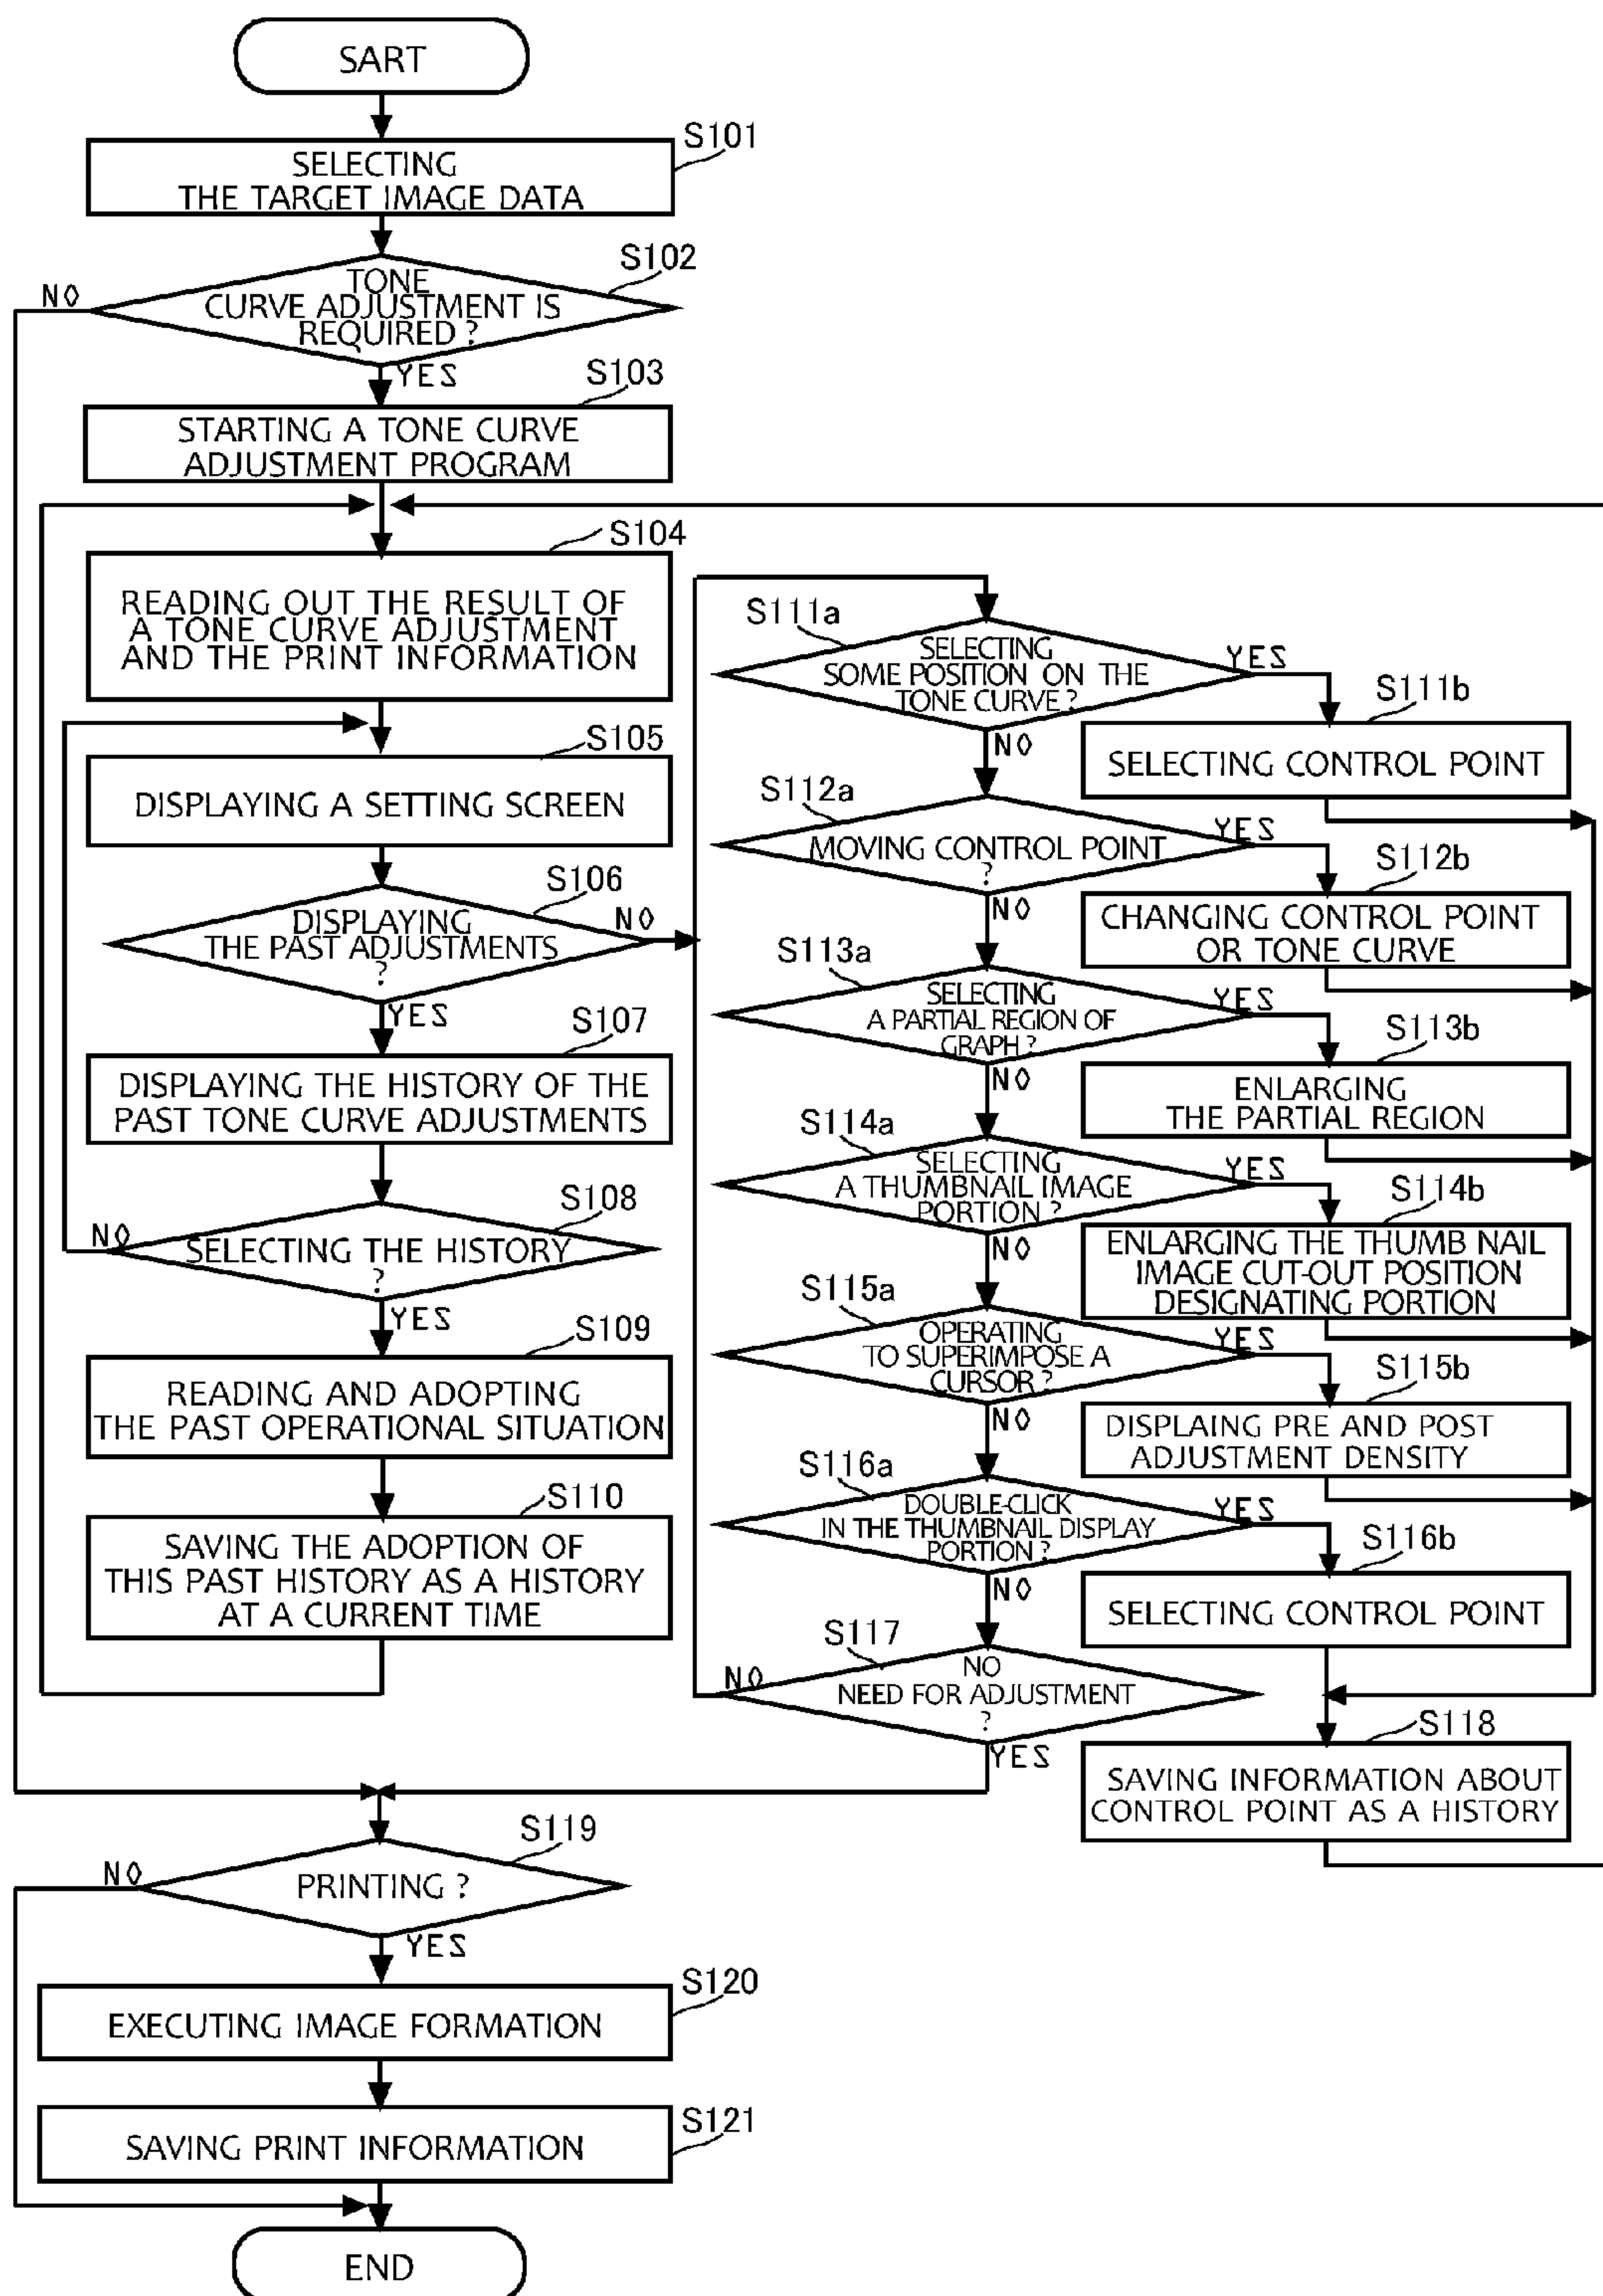 SART
S101
SELECTING
THE TARGET IMAGE DATA
S102
TONE
CURVE ADJUSTMENT IS
REQUIRED ?
NO
YES
S103
STARTING A TONE CURVE
ADJUSTMENT PROGRAM
S104
READING OUT THE RESULT OF
A TONE CURVE ADJUSTMENT
AND THE PRINT INFORMATION
S105
DISPLAYING A SETTING SCREEN
S106
DISPLAYING
THE PAST ADJUSTMENTS
?
NO
YES
S107
DISPLAYING THE HISTORY OF THE
PAST TONE CURVE ADJUSTMENTS
S108
SELECTING THE HISTORY
?
NO
YES
S109
READING AND ADOPTING
THE PAST OPERATIONAL SITUATION
S110
SAVING THE ADOPTION OF
THIS PAST HISTORY AS A HISTORY
AT A CURRENT TIME
S111a
SELECTING
SOME POSITION ON THE
TONE CURVE ?
YES
NO
S111b
SELECTING CONTROL POINT
S112a
MOVING CONTROL POINT
?
YES
NO
S112b
CHANGING CONTROL POINT
OR TONE CURVE
S113a
SELECTING
A PARTIAL REGION OF
GRAPH ?
YES
NO
S113b
ENLARGING
THE PARTIAL REGION
S114a
SELECTING
A THUMBNAIL IMAGE
PORTION ?
YES
NO
S114b
ENLARGING THE THUMB NAIL
IMAGE CUT-OUT POSITION
DESIGNATING PORTION
S115a
OPERATING
TO SUPERIMPOSE A
CURSOR ?
YES
NO
S115b
DISPLAING PRE AND POST
ADJUSTMENT DENSITY
S116a
DOUBLE-CLICK
IN THE THUMBNAIL DISPLAY
PORTION ?
YES
NO
S116b
SELECTING CONTROL POINT
S117
NO
NEED FOR ADJUSTMENT
?
NO
YES
S118
SAVING INFORMATION ABOUT
CONTROL POINT AS A HISTORY
S119
PRINTING ?
NO
YES
S120
EXECUTING IMAGE FORMATION
S121
SAVING PRINT INFORMATION
END